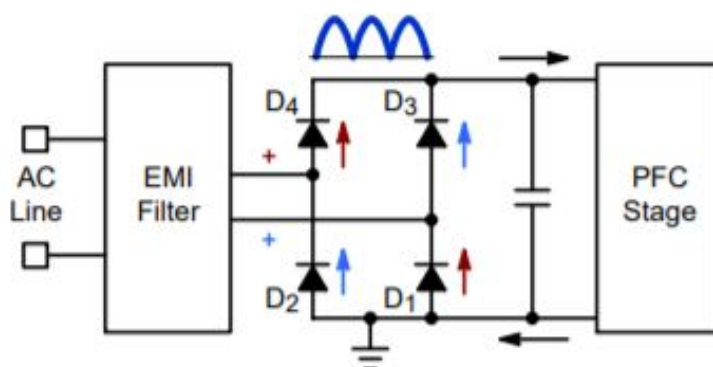 AC
Line
EMI
Filter
+
+
D4
D3
D2
D1
PFC
Stage